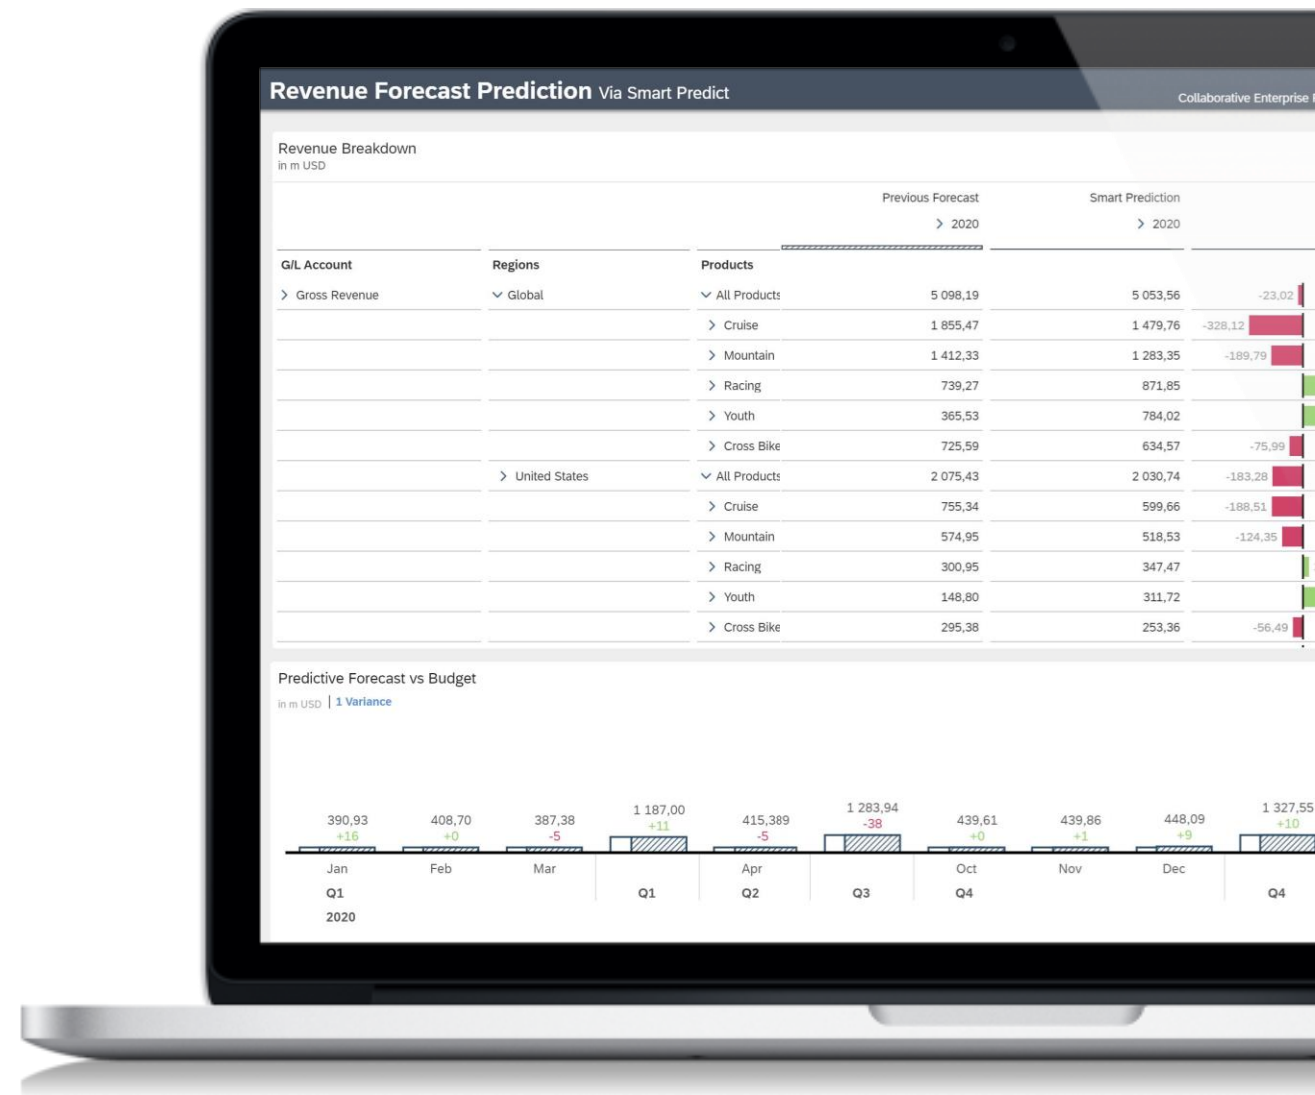 Revenue Forecast Prediction Via Smart Predict
Collaborative Enterprise
Revenue Breakdown
in m USD
Previous Forecast Smart Prediction
2020 2020
G/L Account Regions Products
Gross Revenue Global All Products 5 098,19 5 053,56 -23,02
Cruise 1 855,47 1 479,76 -328,12
Mountain 1 412,33 1 283,35 -189,79
Racing 739,27 871,85
Youth 365,53 784,02
Cross Bike 725,59 634,57 -75,99
United States All Products 2 075,43 2 030,74 -183,28
Cruise 755,34 599,66 -188,51
Mountain 574,95 518,53 -124,35
Racing 300,95 347,47
Youth 148,80 311,72
Cross Bike 295,38 253,36 -56,49
Predictive Forecast vs Budget
in m USD | 1 Variance
390,93 408,70 387,38 1 187,00 415,389 1 283,94 439,61 439,86 448,09 1 327,55
+16 +0 -5 +11 -5 -38 +0 +1 +9 +10
Jan Feb Mar Apr Oct Nov Dec
Q1 Q1 Q2 Q3 Q4 Q4
2020